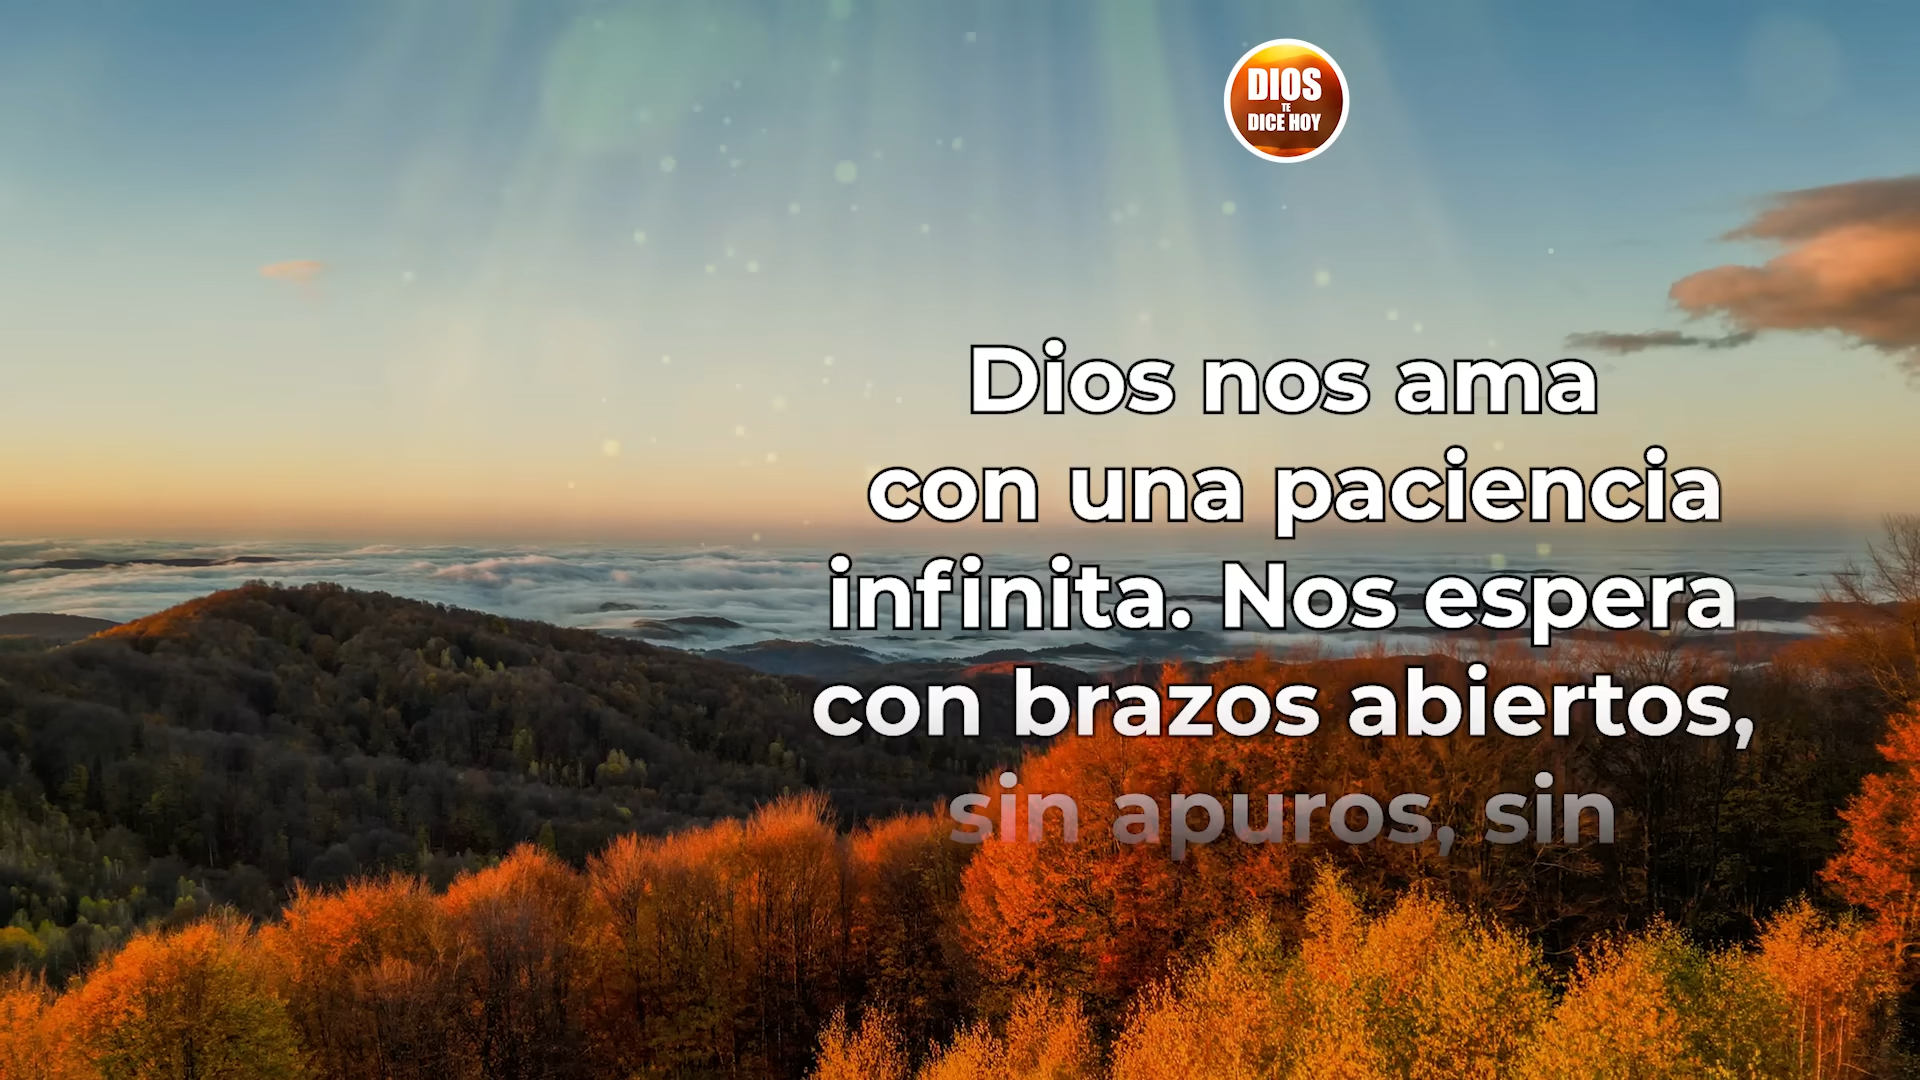 DIOS
TE
DICE HOY
Dios nos ama
con una paciencia
infinita. Nos espera
con brazos abiertos,
sin apuros, sin